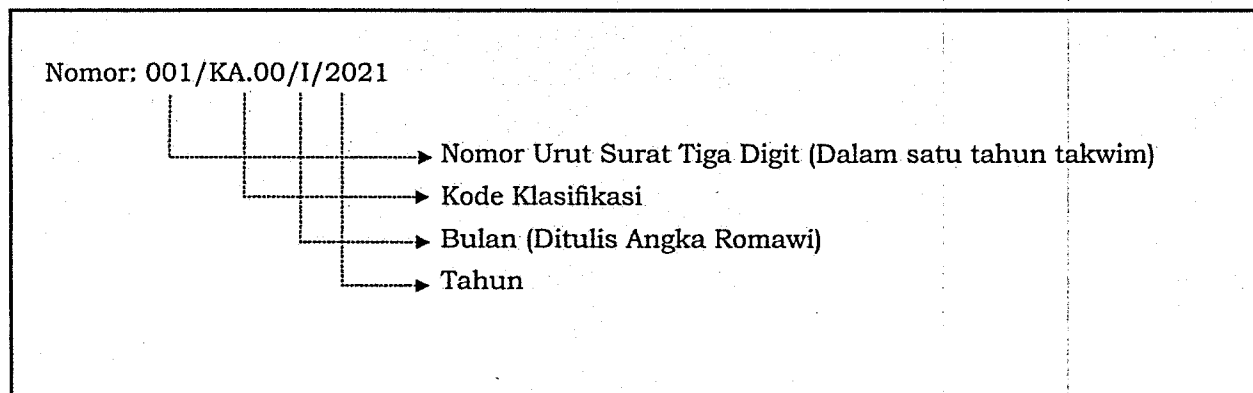 Nomor: 001/KA.00/I/2021
Nomor Urut Surat Tiga Digit (Dalam satu tahun takwim)
Kode Klasifikasi
Bulan (Ditulis Angka Romawi)
Tahun